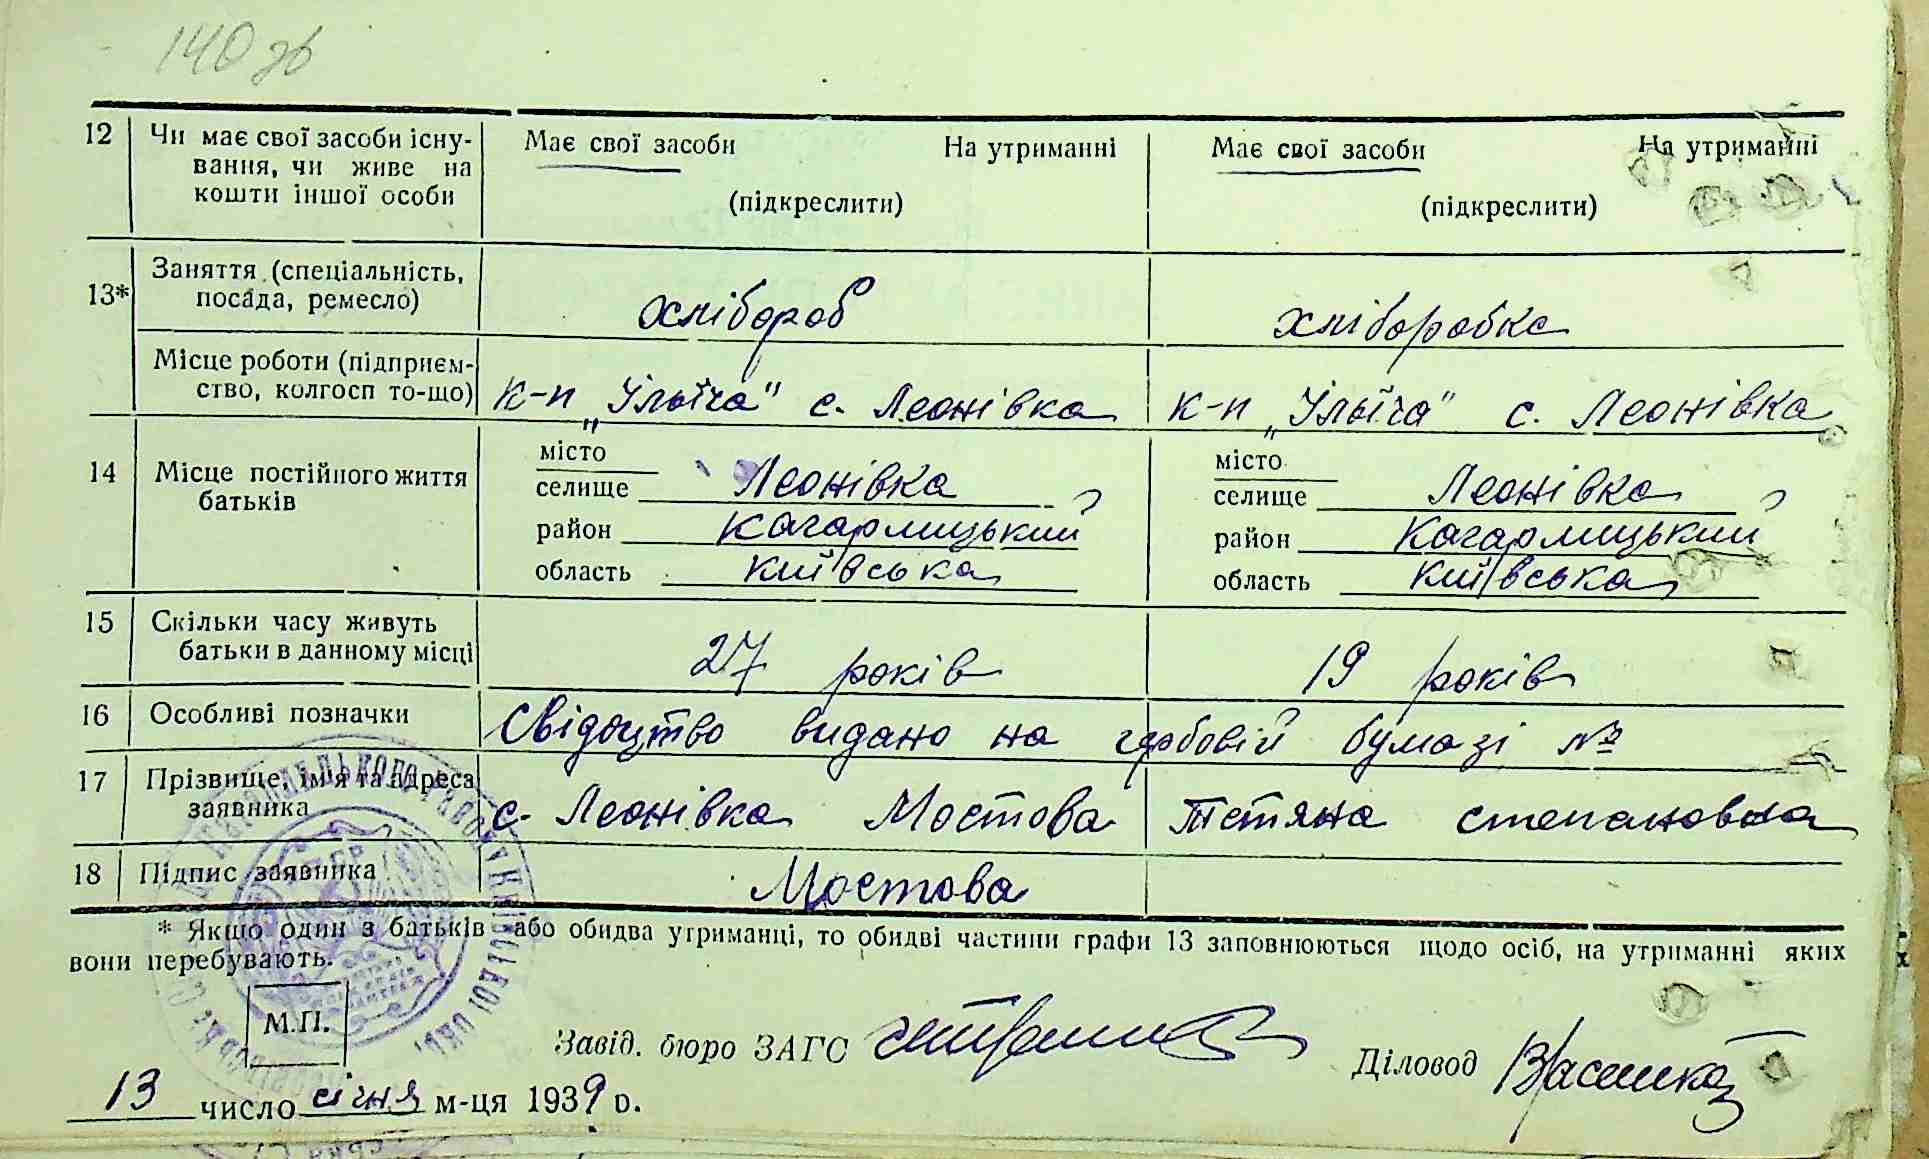 140 зв
12 Чи має свої засоби існу- Має свої засоби На утриманні Має свої засоби На утриманні
вання, чи живе на
кошти іншої особи (підкреслити) (підкреслити)
13* Заняття (спеціальність,
посада, ремесло) хлібороб хліборобка
Місце роботи (підприєм-
ство, колгосп то-що) к-п „Ілліча" с. Леонівка к-п „Ілліча" с. Леонівка
14 Місце постійного життя
батьків
місто місто
селище Леонівка селище Леонівка
район Кагарлицький район Кагарлицький
область Київська область Київська
15 Скільки часу живуть
батьки в данному місці 27 років 19 років
16 Особливі позначки Свідоцтво видано на гербовій бумазі №
17 Прізвище, ім'я та адреса
заявника с. Леонівка Мостова Тетяна степановна
18 Підпис заявника Мостова
* Якщо один з батьків або обидва утриманці, то обидві частини графи 13 заповнюються щодо осіб, на утриманні яких
вони перебувають.
М.П.
Завід. бюро ЗАГС Діловод
13 число січня м-ця 1939 р.